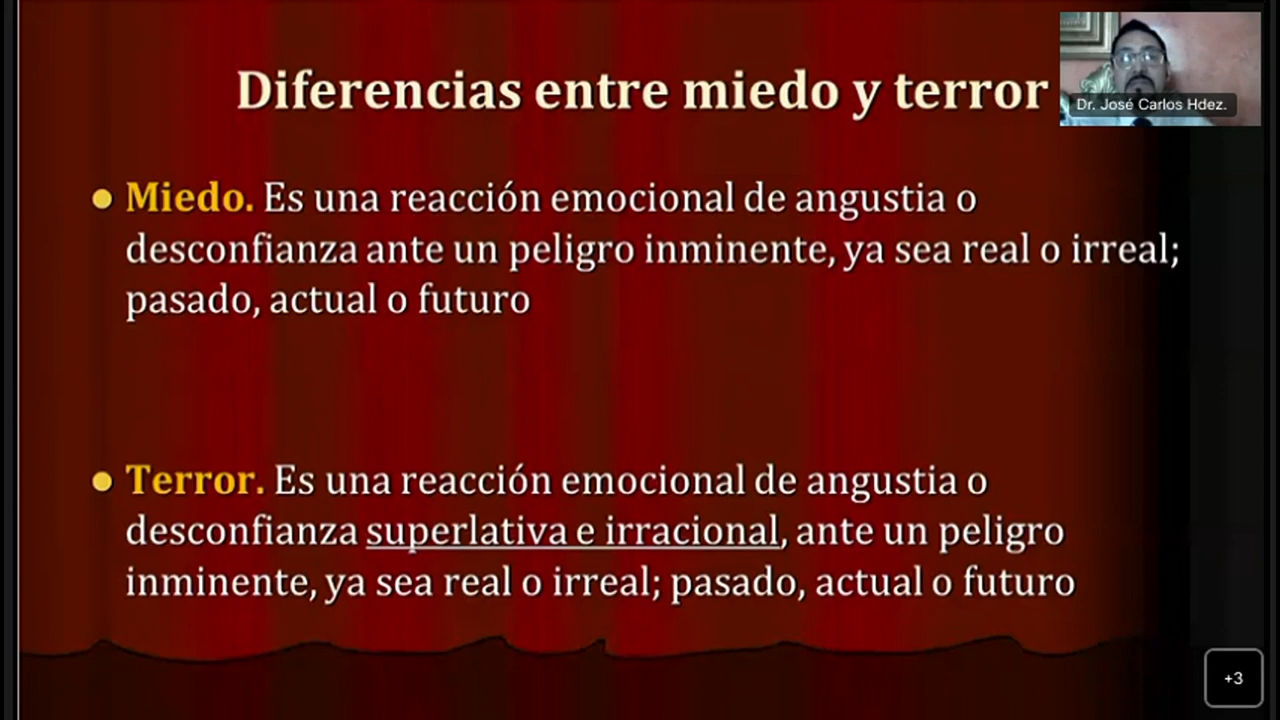 Diferencias entre miedo y terror
Dr. José Carlos Hdez.
• Miedo. Es una reacción emocional de angustia o
desconfianza ante un peligro inminente, ya sea real o irreal;
pasado, actual o futuro
• Terror. Es una reacción emocional de angustia o
desconfianza superlativa e irracional, ante un peligro
inminente, ya sea real o irreal; pasado, actual o futuro
+3